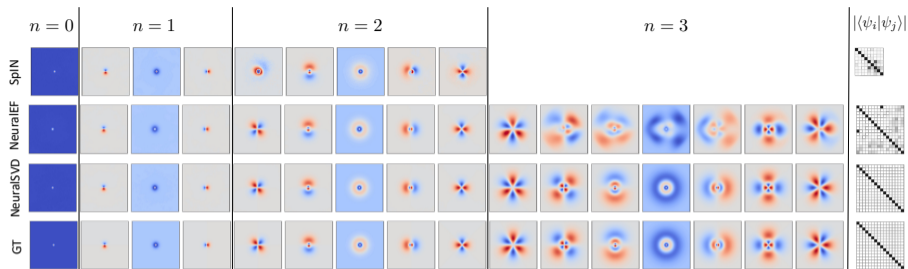 n = 0
n = 1
n = 2
n = 3
|⟨ψᵢ|ψⱼ⟩|
SpIN
NeuralEF
NeuralSVD
GT